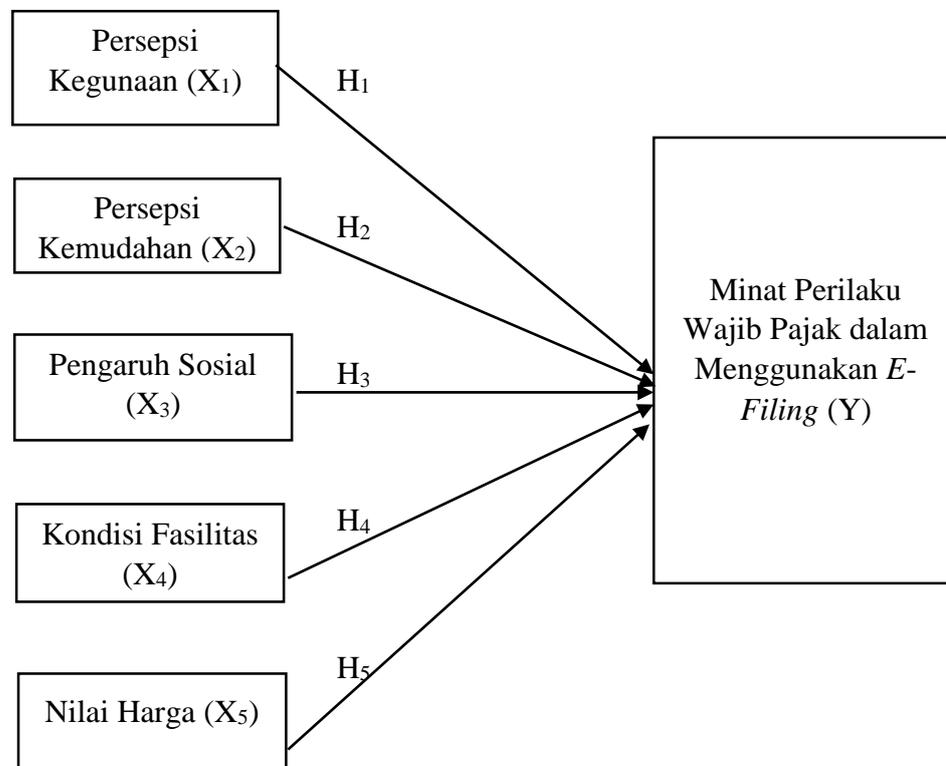 Persepsi
Kegunaan (X₁)
H₁
Persepsi
Kemudahan (X₂)
H₂
Pengaruh Sosial
(X₃)
H₃
Kondisi Fasilitas
(X₄)
H₄
Nilai Harga (X₅)
H₅
Minat Perilaku
Wajib Pajak dalam
Menggunakan E-
Filing (Y)